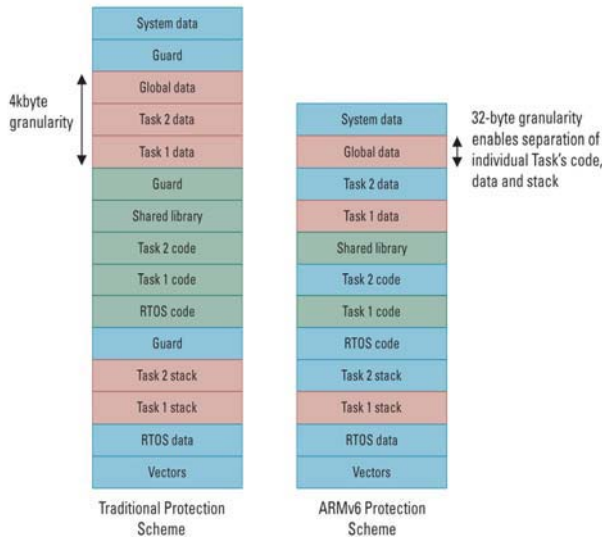 System data
Guard
Global data
Task 2 data
Task 1 data
Guard
Shared library
Task 2 code
Task 1 code
RTOS code
Guard
Task 2 stack
Task 1 stack
RTOS data
Vectors
4kbyte
granularity
Traditional Protection
Scheme
System data
Global data
Task 2 data
Task 1 data
Shared library
Task 2 code
Task 1 code
RTOS code
Task 2 stack
Task 1 stack
RTOS data
Vectors
32-byte granularity
enables separation of
individual Task's code,
data and stack
ARMv6 Protection
Scheme